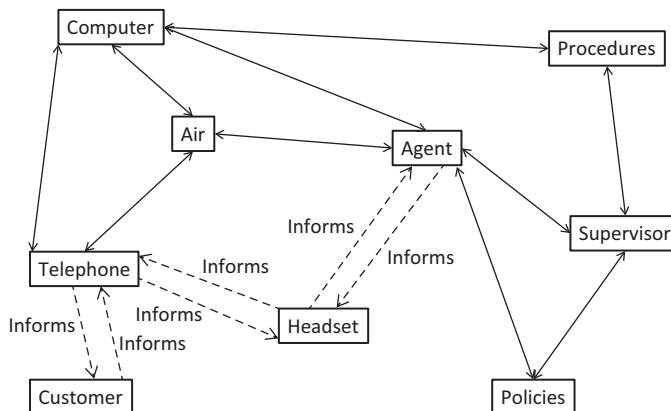 Computer
Procedures
Air
Agent
Informs
Supervisor
Informs
Informs
Telephone
Informs
Informs
Headset
Informs
Customer
Policies